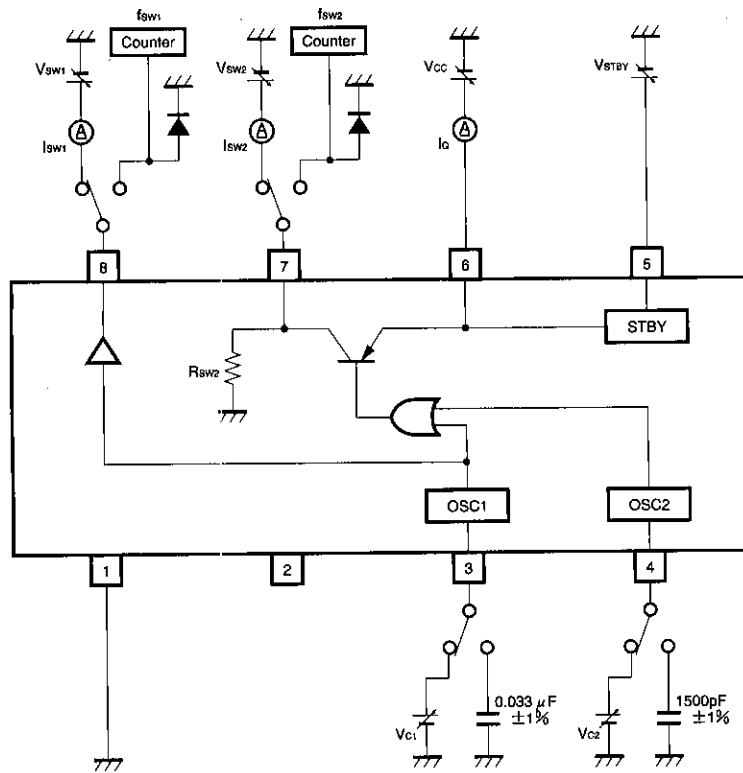 fSW1
fSW2
Counter
Counter
VSW1
VSW2
VCC
VSTBY
A
A
A
ISW1
ISW2
IQ
8
7
6
5
STBY
RSW2
OSC1
OSC2
1
2
3
4
0.033 μF
±1%
1500pF
±1%
VC1
VC2